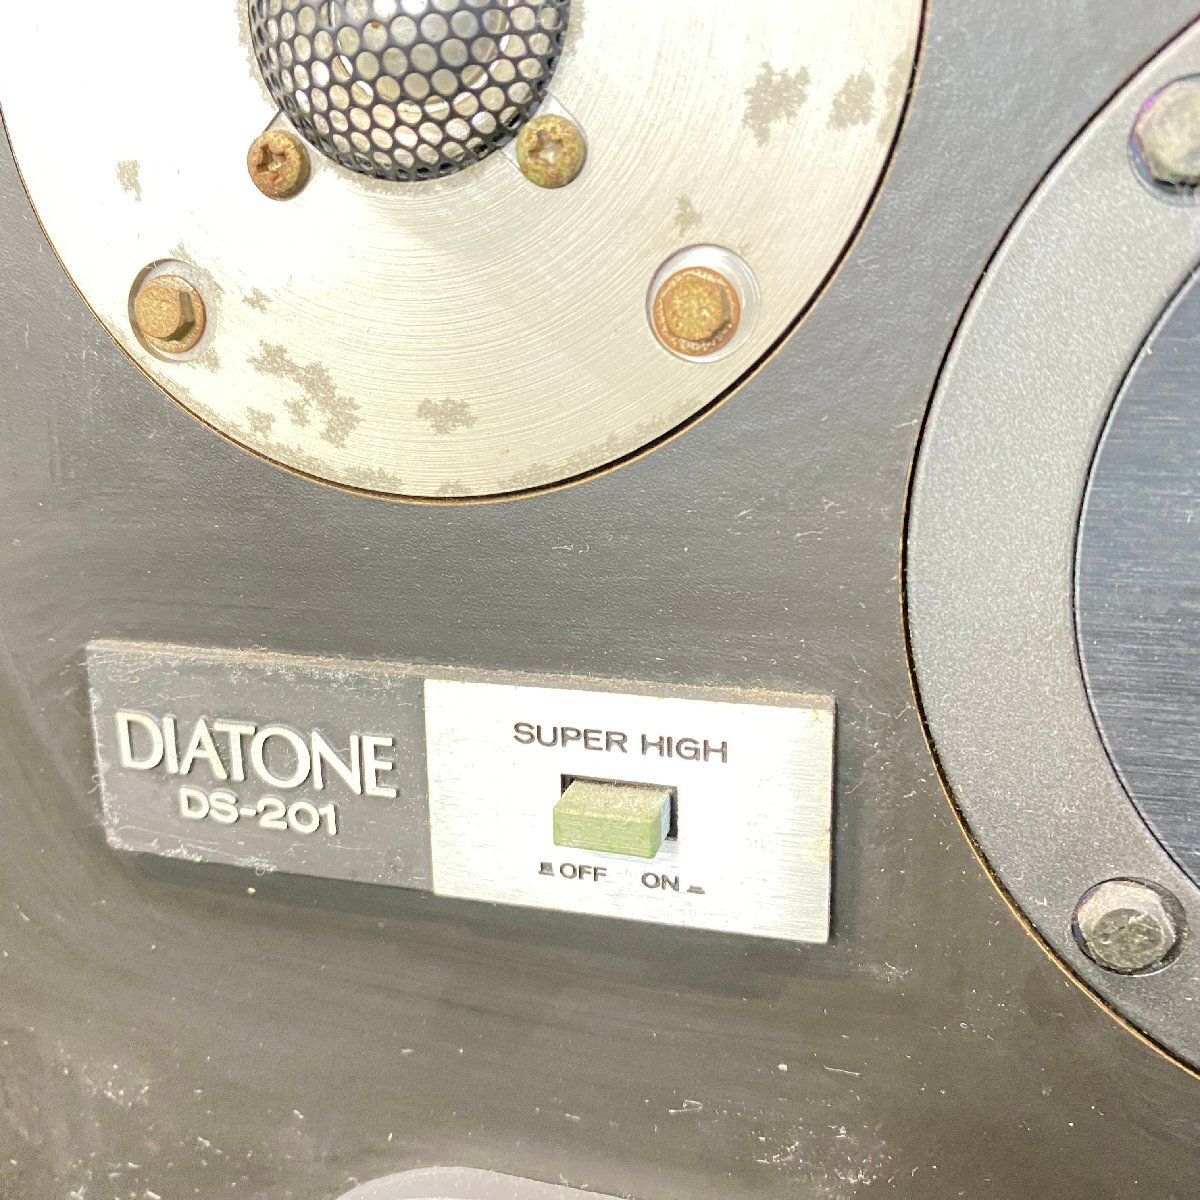 DIATONE
DS-201
SUPER HIGH
OFF ON